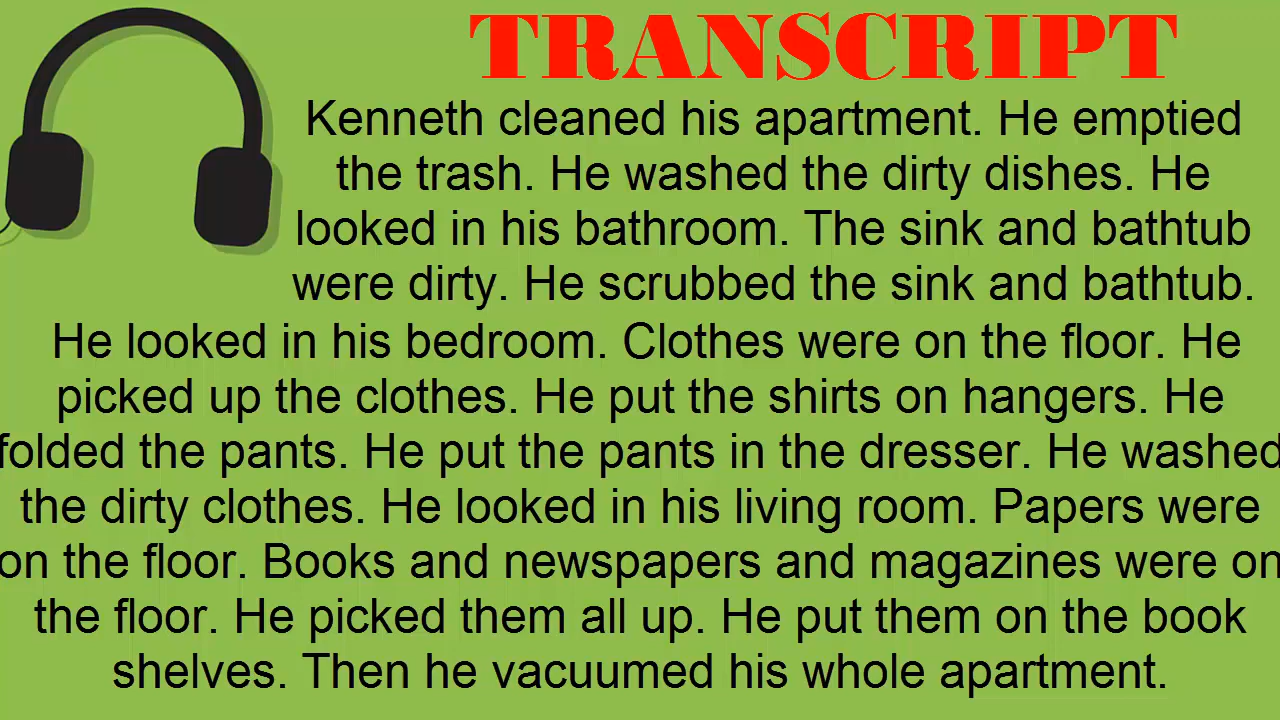 TRANSCRIPT
Kenneth cleaned his apartment. He emptied
the trash. He washed the dirty dishes. He
looked in his bathroom. The sink and bathtub
were dirty. He scrubbed the sink and bathtub.
He looked in his bedroom. Clothes were on the floor. He
picked up the clothes. He put the shirts on hangers. He
folded the pants. He put the pants in the dresser. He washed
the dirty clothes. He looked in his living room. Papers were
on the floor. Books and newspapers and magazines were on
the floor. He picked them all up. He put them on the book
shelves. Then he vacuumed his whole apartment.